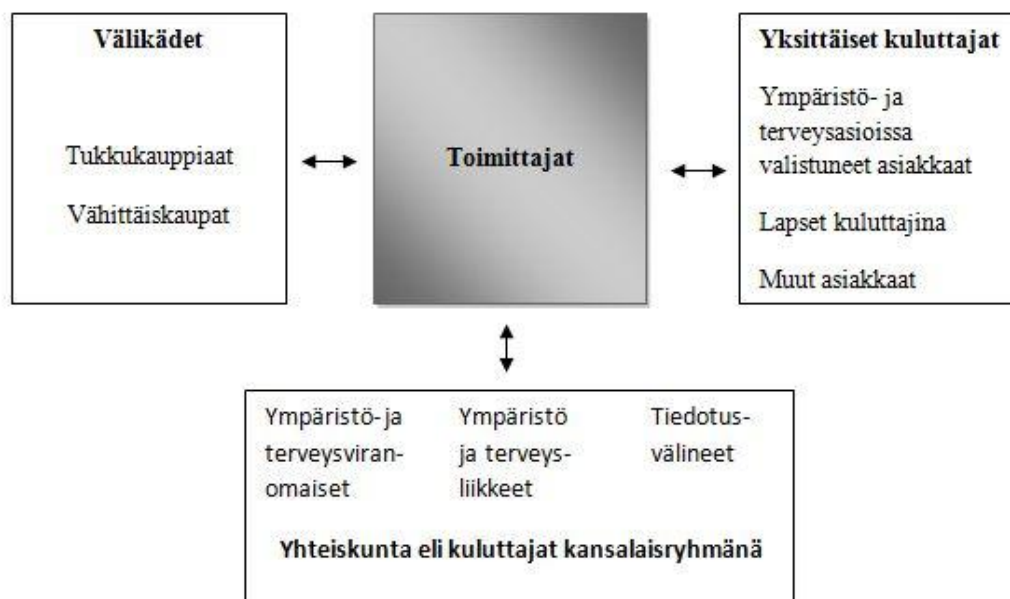 Välikädet
Tukkukauppiaat
Vähittäiskaupat
Toimittajat
Yksittäiset kuluttajat
Ympäristö- ja
terveysasioissa
valistuneet asiakkaat
Lapset kuluttajina
Muut asiakkaat
Ympäristö- ja
terveysviran-
omaiset
Ympäristö
ja terveys-
liikkeet
Tiedotus-
välineet
Yhteiskunta eli kuluttajat kansalaisryhmänä